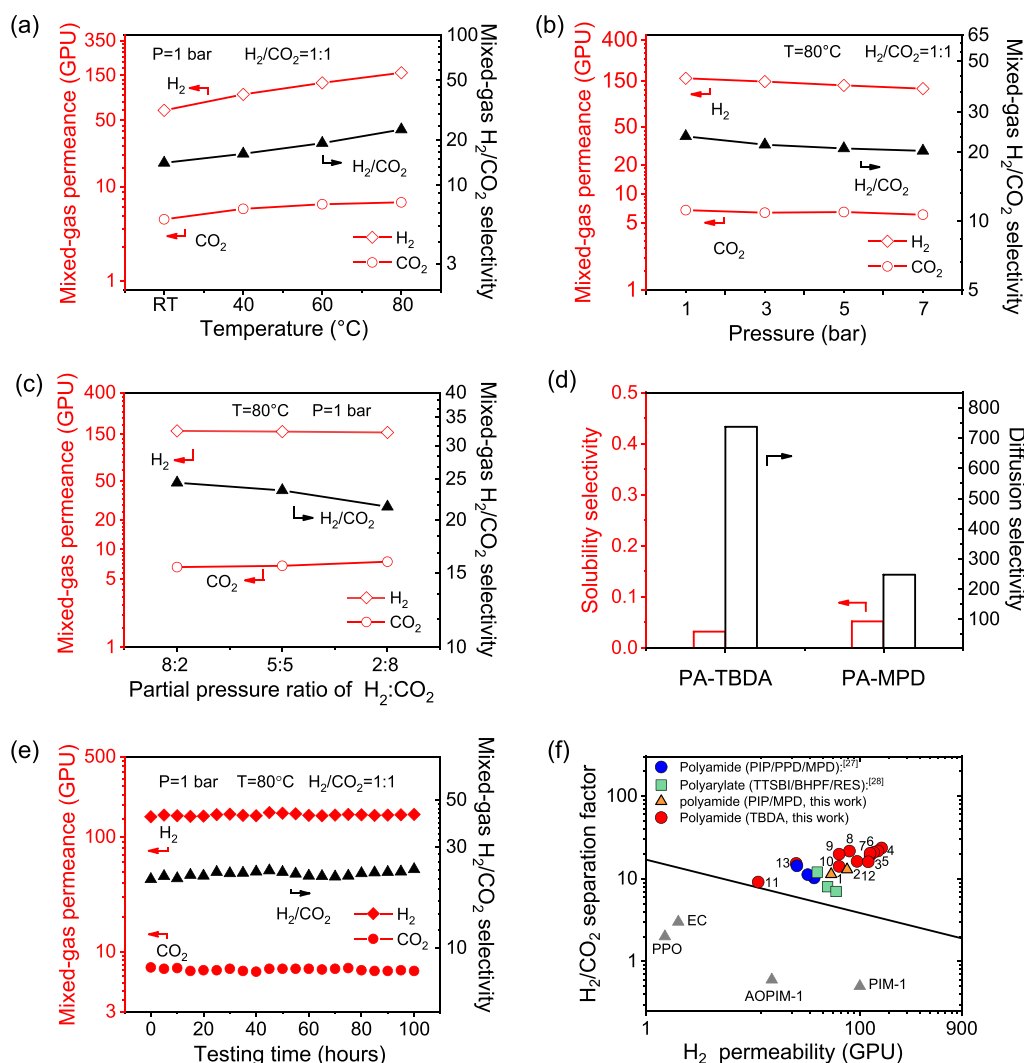 (a)
P=1 bar H₂/CO₂=1:1
H₂
H₂/CO₂
CO₂
H₂
CO₂
350
150
50
10
1
100
50
20
10
3
RT 40 60 80
Temperature (°C)
Mixed-gas permeance (GPU)
Mixed-gas H₂/CO₂ selectivity
(b)
T=80°C H₂/CO₂=1:1
H₂
H₂/CO₂
CO₂
H₂
CO₂
400
150
50
20
10
5
1
65
50
30
20
10
5
1 3 5 7
Pressure (bar)
Mixed-gas permeance (GPU)
Mixed-gas H₂/CO₂ selectivity
(c)
T=80°C P=1 bar
H₂
H₂/CO₂
CO₂
H₂
CO₂
400
150
50
20
10
5
1
40
35
30
25
20
15
10
8:2 5:5 2:8
Partial pressure ratio of H₂:CO₂
Mixed-gas permeance (GPU)
Mixed-gas H₂/CO₂ selectivity
(d)
0.5
0.4
0.3
0.2
0.1
0.0
800
700
600
500
400
300
200
100
PA-TBDA PA-MPD
Solubility selectivity
Diffusion selectivity
(e)
P=1 bar T=80°C H₂/CO₂=1:1
H₂
H₂/CO₂
CO₂
H₂
CO₂
500
100
10
3
50
10
0 20 40 60 80 100
Testing time (hours)
Mixed-gas permeance (GPU)
Mixed-gas H₂/CO₂ selectivity
(f)
Polyamide (PIP/PPD/MPD):[27]
Polyarylate (TTSBI/BHPF/RES):[28]
polyamide (PIP/MPD, this work)
Polyamide (TBDA, this work)
100
10
1
9 8 7 6 4
13 10 5
1 2 12 3
11
EC
PPO
AOPIM-1
PIM-1
1 100 900
H₂ permeability (GPU)
H₂/CO₂ separation factor